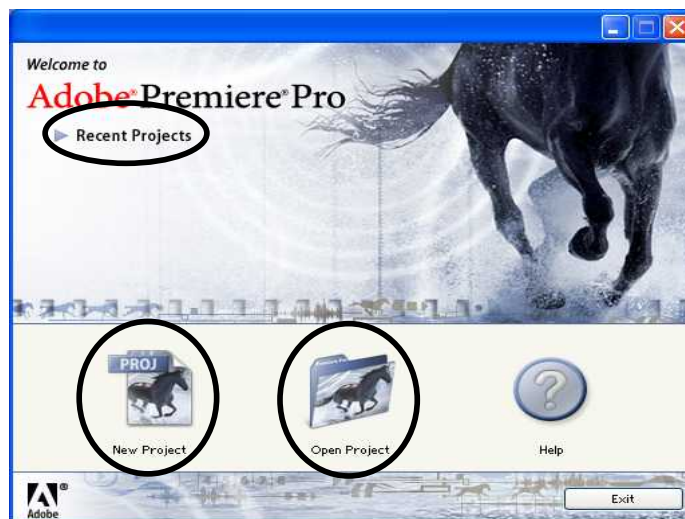 Welcome to
Adobe® Premiere® Pro
Recent Projects
PROJ
New Project
Open Project
Help
Adobe®
Exit